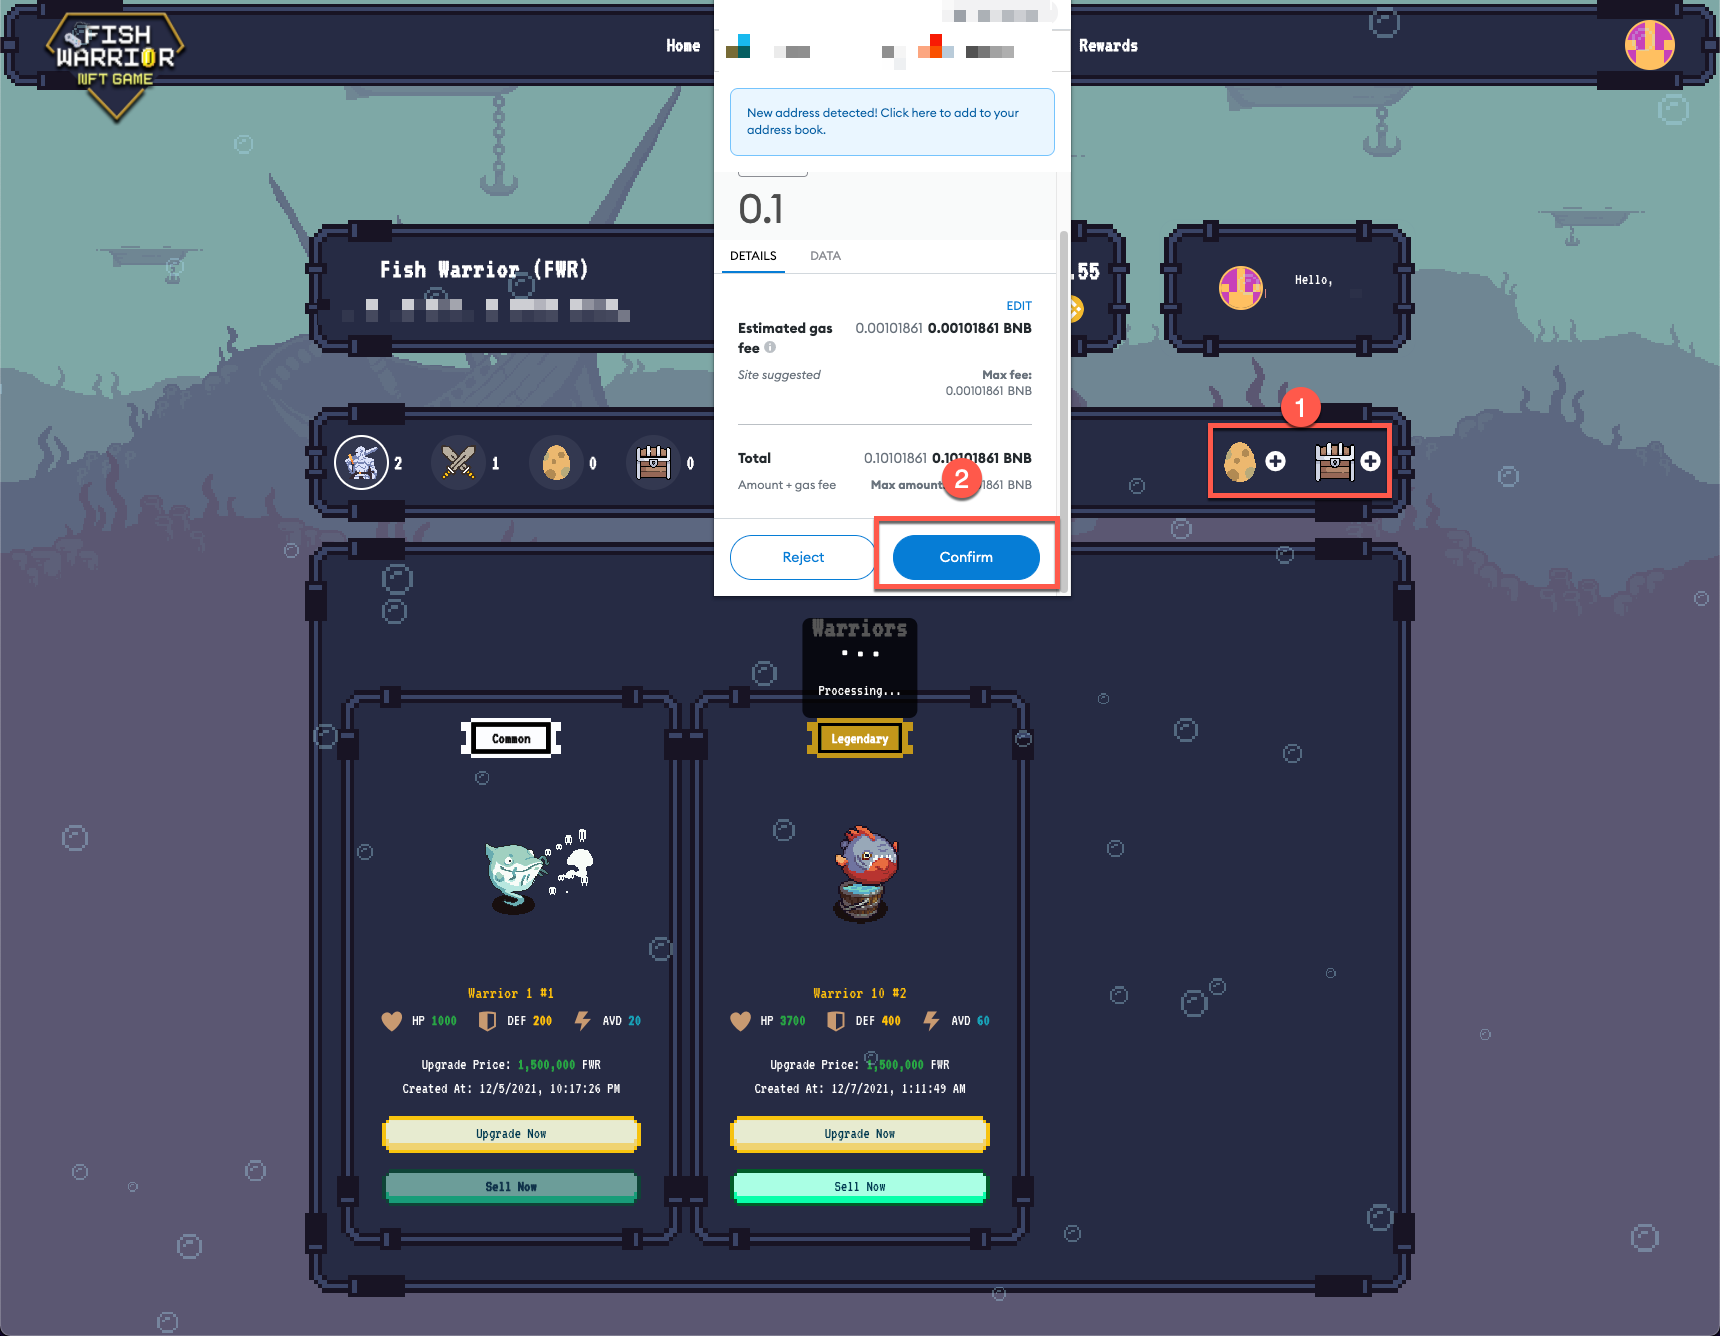 FISH
WARRIOR
NFT GAME
Home
Rewards
New address detected! Click here to add to your
address book.
0.1
DETAILS
DATA
EDIT
Estimated gas
fee
0.00101861 0.00101861 BNB
Site suggested
Max fee:
0.00101861 BNB
Total
0.10101861 0.10101861 BNB
Amount + gas fee
Max amount
1861 BNB
Reject
Confirm
Fish Warrior (FWR)
.55
Hello,
2
1
0
0
1
2
Warriors
Processing...
Common
Warrior 1 #1
HP 1000
DEF 200
AVD 20
Upgrade Price: 1,500,000 FWR
Created At: 12/5/2021, 10:17:26 PM
Upgrade Now
Sell Now
Legendary
Warrior 10 #2
HP 3700
DEF 400
AVD 60
Upgrade Price: 1,500,000 FWR
Created At: 12/7/2021, 1:11:49 AM
Upgrade Now
Sell Now